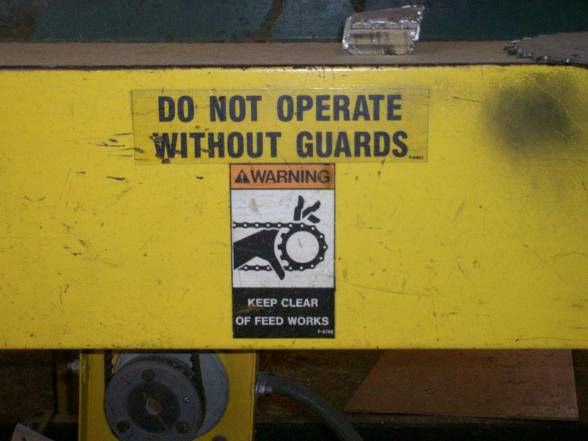 DO NOT OPERATE
WITHOUT GUARDS
WARNING
KEEP CLEAR
OF FEED WORKS